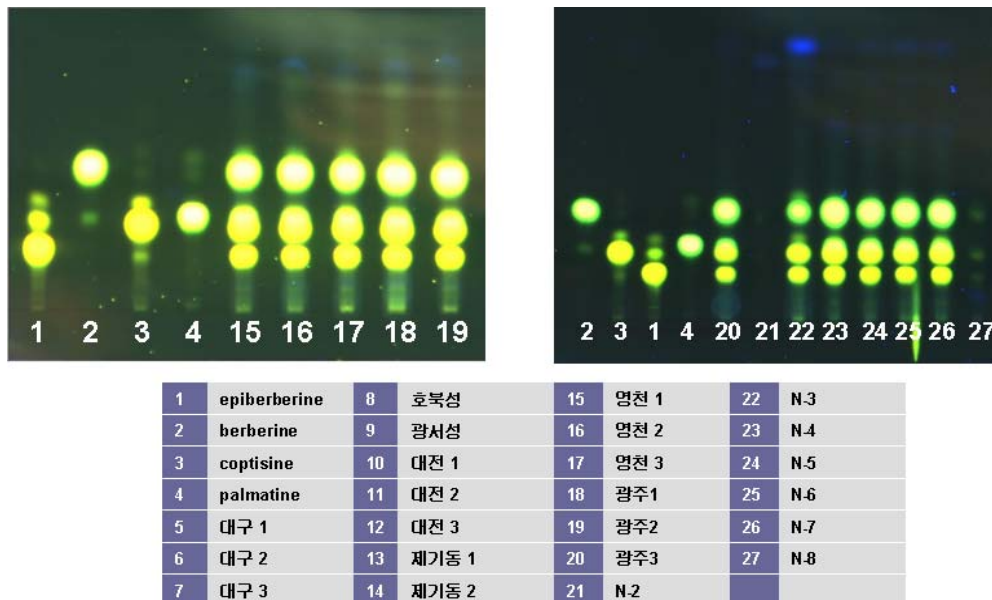 1 2 3 4 15 16 17 18 19
2 3 1 4 20 21 22 23 24 25 26 27
1 epiberberine 8 호북성 15 영천 1 22 N-3
2 berberine 9 광서성 16 영천 2 23 N-4
3 coptisine 10 대전 1 17 영천 3 24 N-5
4 palmatine 11 대전 2 18 광주1 25 N-6
5 대구 1 12 대전 3 19 광주2 26 N-7
6 대구 2 13 제기동 1 20 광주3 27 N-8
7 대구 3 14 제기동 2 21 N-2